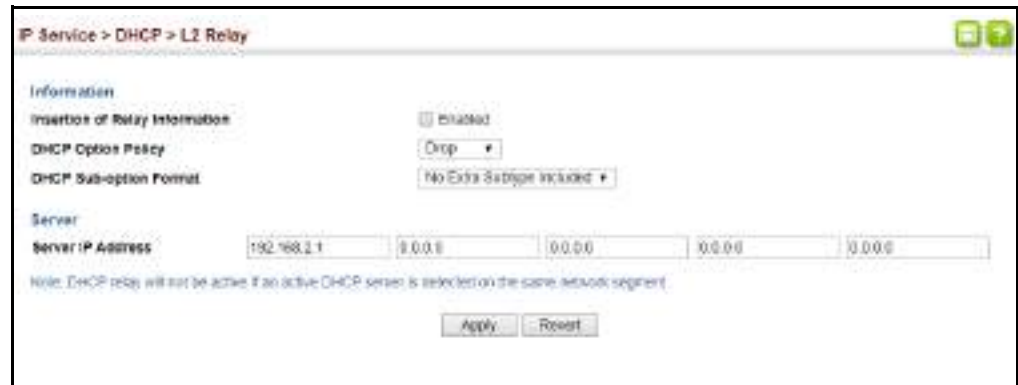 IP Service > DHCP > L2 Relay
Information
Insertion of Relay Information Enabled
DHCP Option Policy Drop
DHCP Sub-option Format No Extra Subtype Included
Server
Server IP Address 192.168.2.1 0.0.0.0 0.0.0.0 0.0.0.0 0.0.0.0
Note: DHCP relay will not be active if an active DHCP server is detected on the same network segment.
Apply Revert